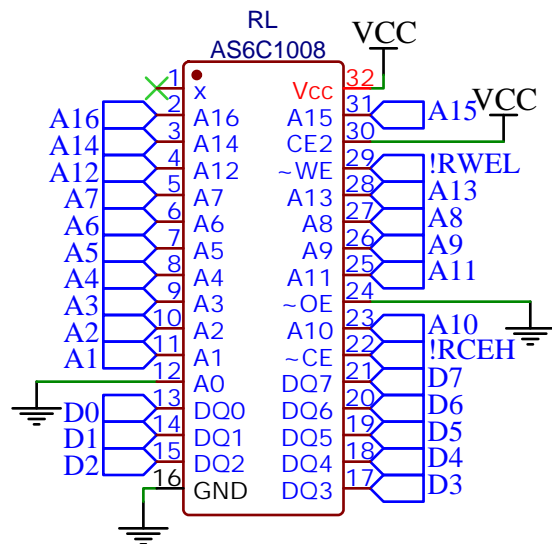 RL
AS6C1008
VCC
1 x Vcc 32
A16 2 A16 A15 31 A15
VCC
A14 3 A14 CE2 30
A12 4 A12 ~WE 29 !RWEL
A7 5 A7 A13 28 A13
A6 6 A6 A8 27 A8
A5 7 A5 A9 26 A9
A4 8 A4 A11 25 A11
A3 9 A3 ~OE 24
A2 10 A2 A10 23 A10
A1 11 A1 ~CE 22 !RCEH
12 A0 DQ7 21 D7
D0 13 DQ0 DQ6 20 D6
D1 14 DQ1 DQ5 19 D5
D2 15 DQ2 DQ4 18 D4
16 GND DQ3 17 D3